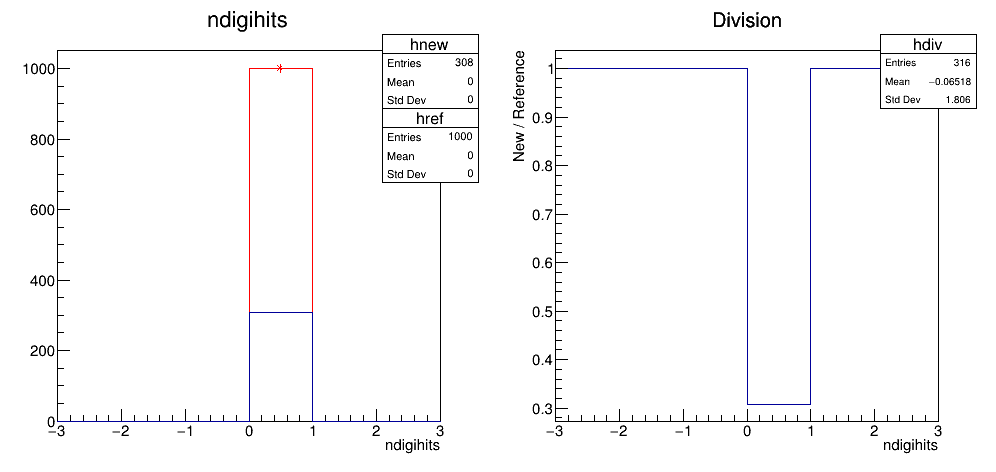 ndigihits
hnew
Entries 308
Mean 0
Std Dev 0
href
Entries 1000
Mean 0
Std Dev 0
1000
800
600
400
200
0
−3 −2 −1 0 1 2 3
ndigihits
Division
hdiv
Entries 316
Mean −0.06518
Std Dev 1.806
New / Reference
1
0.9
0.8
0.7
0.6
0.5
0.4
0.3
−3 −2 −1 0 1 2 3
ndigihits